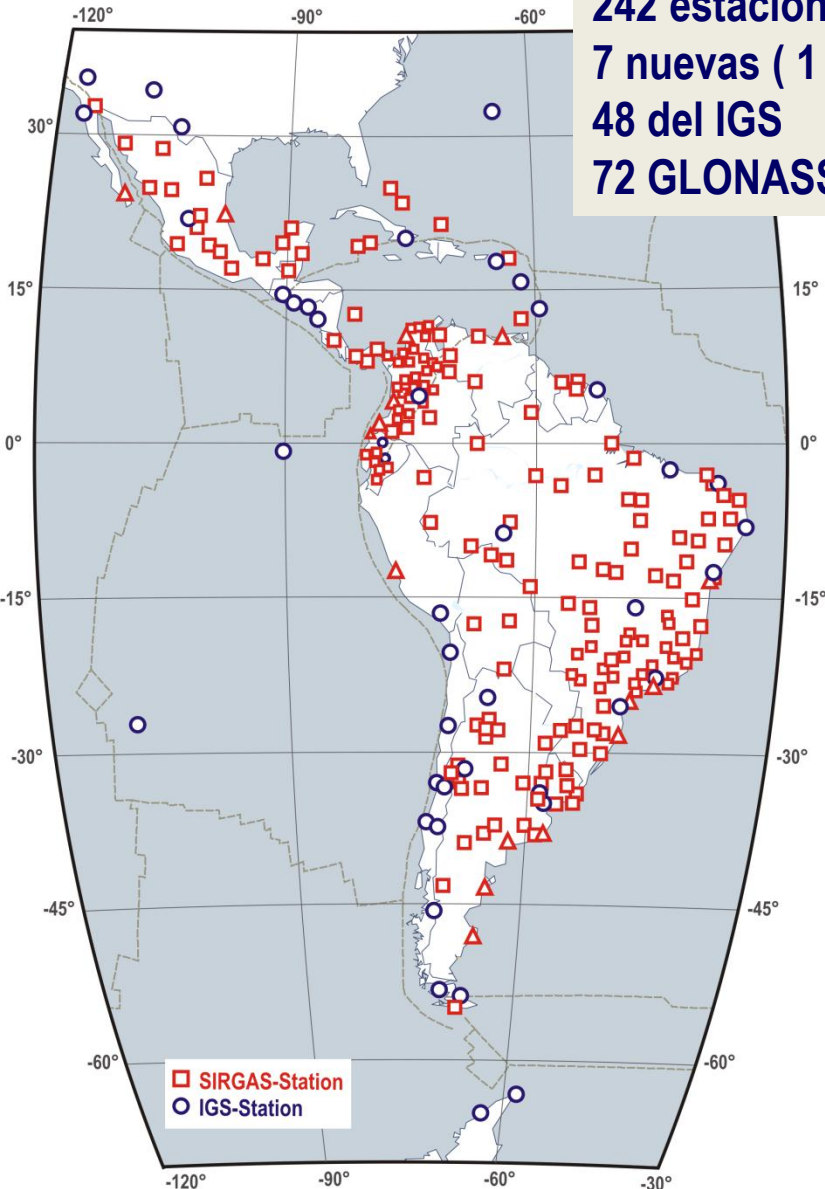 242 estacion
7 nuevas ( 1
48 del IGS
72 GLONASS
-120° -90° -60°
30°
15° 15°
0° 0°
-15° -15°
-30° -30°
-45° -45°
-60° -60°
SIRGAS-Station
IGS-Station
-120° -90° -60° -30°